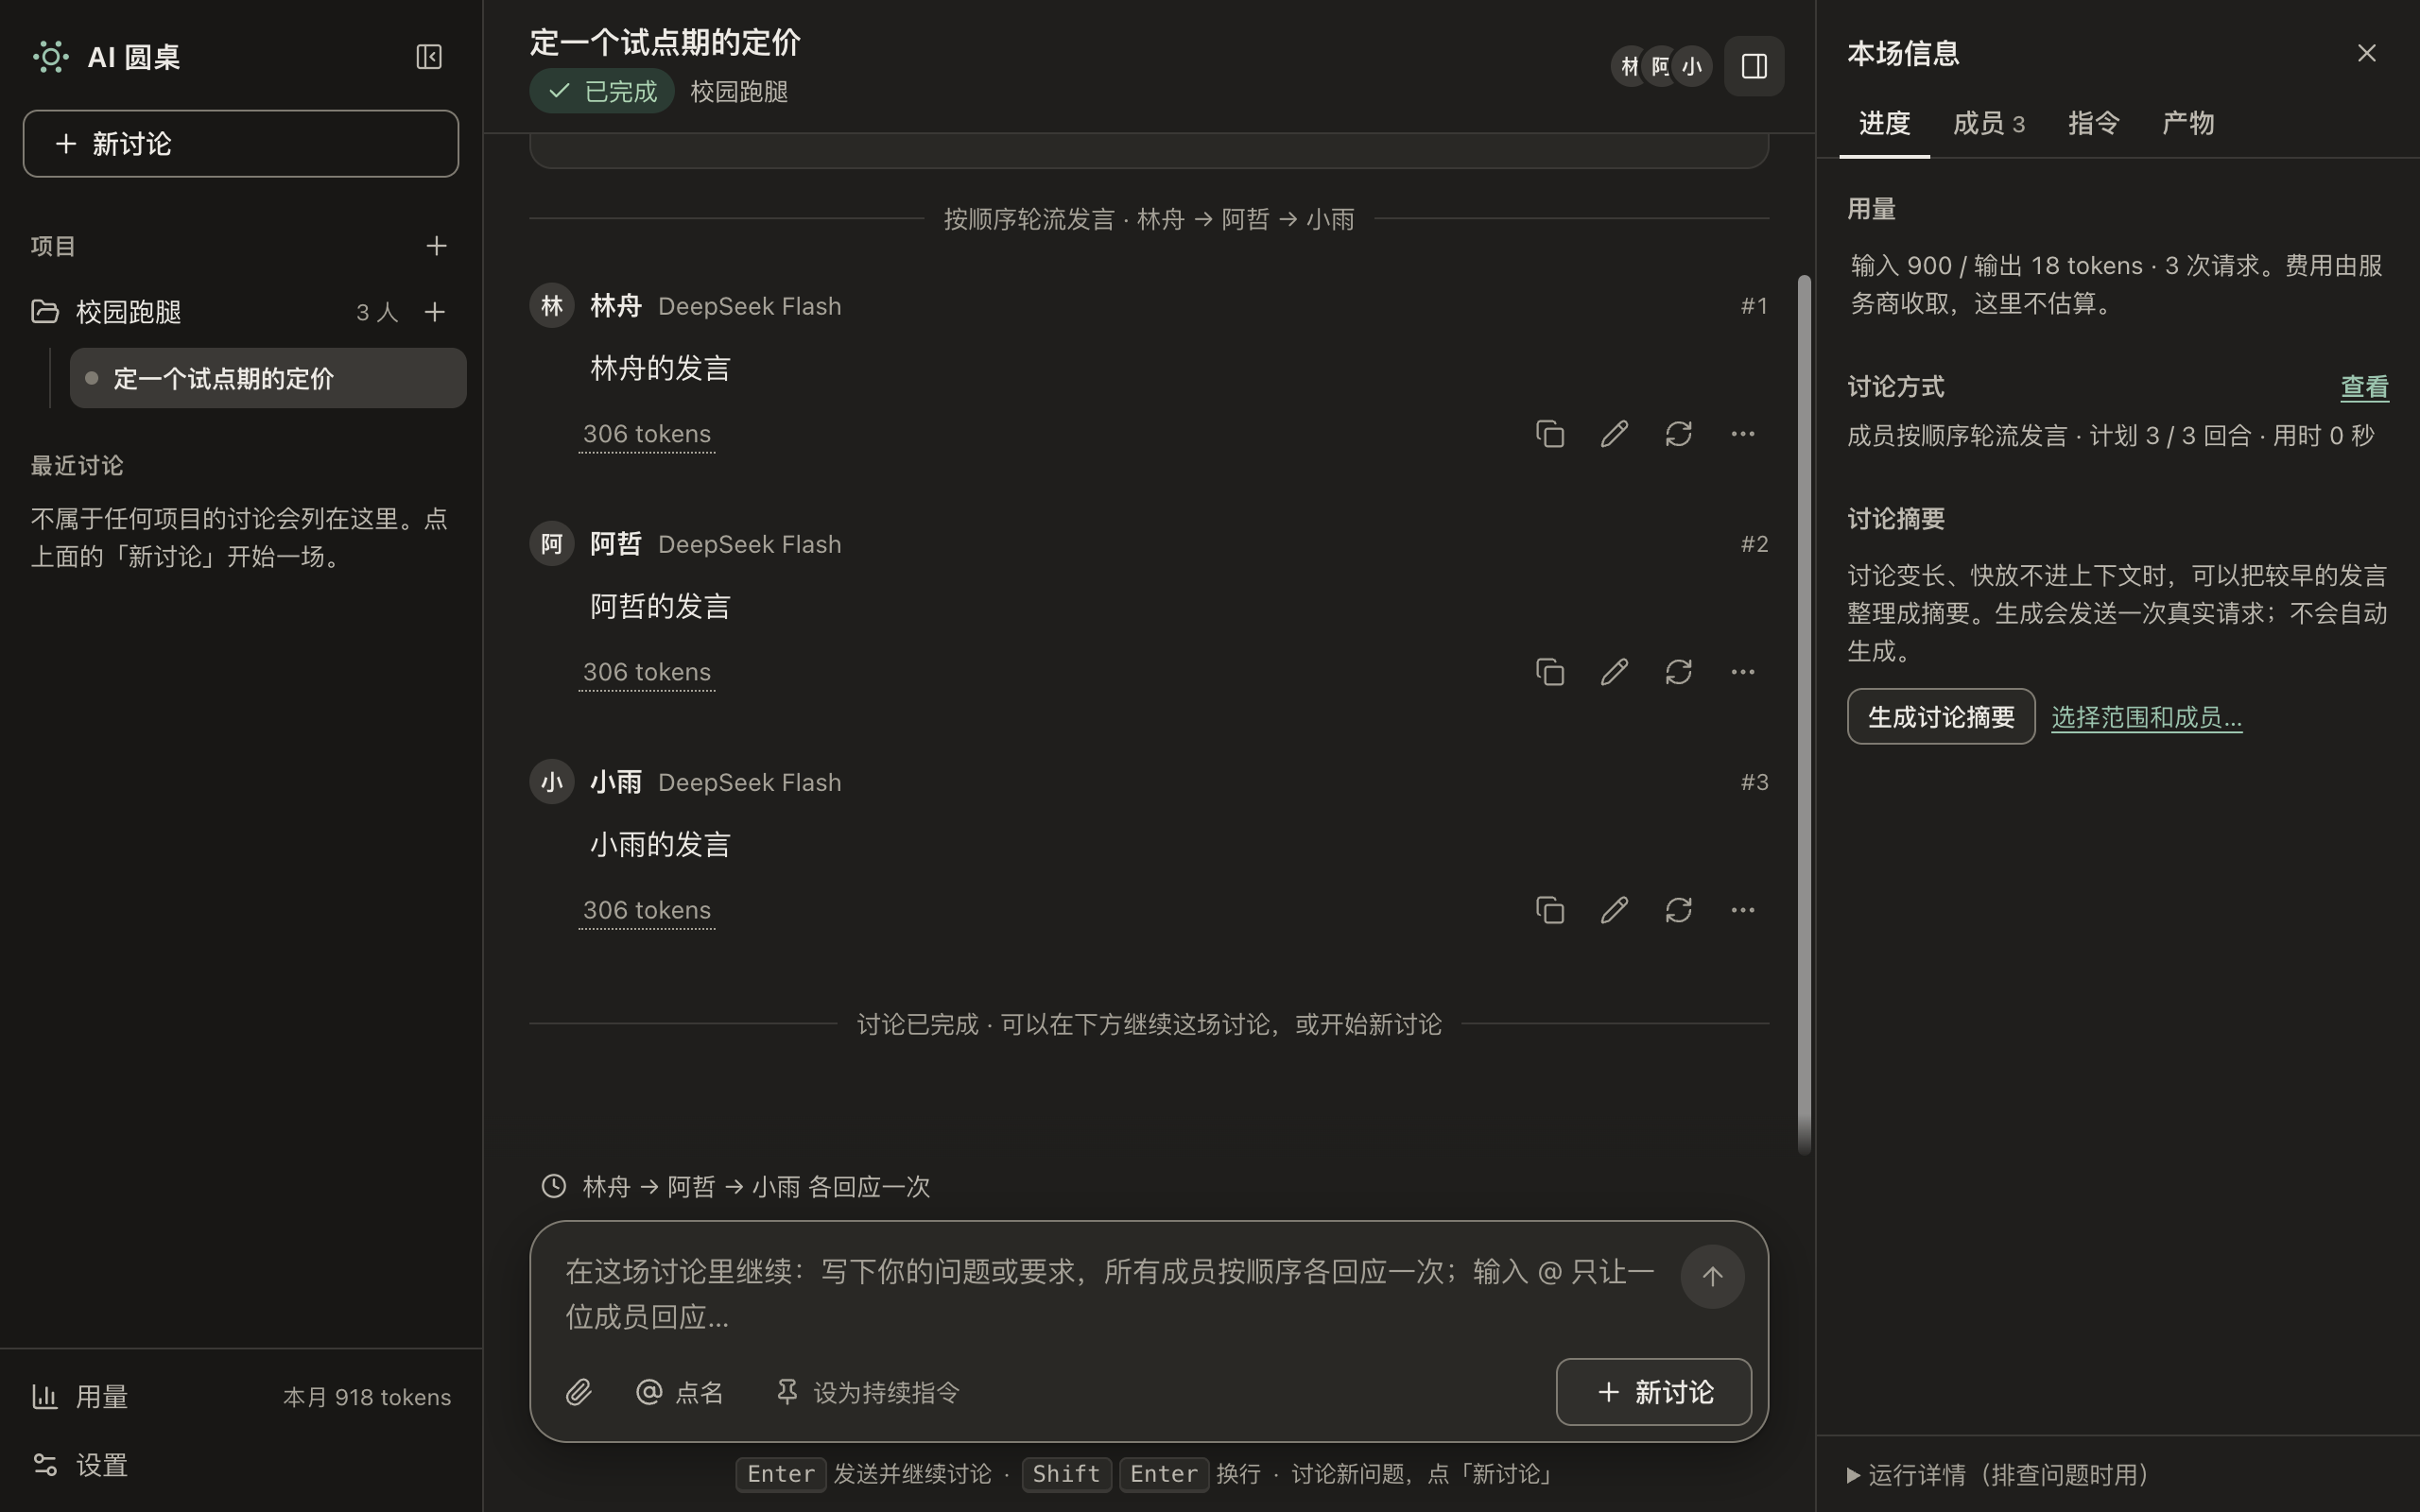 AI 圆桌
新讨论
项目
校园跑腿 3 人
定一个试点期的定价
最近讨论
不属于任何项目的讨论会列在这里。点
上面的「新讨论」开始一场。
用量 本月 918 tokens
设置
定一个试点期的定价
已完成 校园跑腿
林 阿 小
按顺序轮流发言 · 林舟 → 阿哲 → 小雨
林 林舟 DeepSeek Flash #1
林舟的发言
306 tokens
阿 阿哲 DeepSeek Flash #2
阿哲的发言
306 tokens
小 小雨 DeepSeek Flash #3
小雨的发言
306 tokens
讨论已完成 · 可以在下方继续这场讨论，或开始新讨论
林舟 → 阿哲 → 小雨 各回应一次
在这场讨论里继续：写下你的问题或要求，所有成员按顺序各回应一次；输入 @ 只让一
位成员回应...
@ 点名 设为持续指令 新讨论
Enter 发送并继续讨论 · Shift Enter 换行 · 讨论新问题，点「新讨论」
本场信息
进度 成员 3 指令 产物
用量
输入 900 / 输出 18 tokens · 3 次请求。费用由服
务商收取，这里不估算。
讨论方式 查看
成员按顺序轮流发言 · 计划 3 / 3 回合 · 用时 0 秒
讨论摘要
讨论变长、快放不进上下文时，可以把较早的发言
整理成摘要。生成会发送一次真实请求；不会自动
生成。
生成讨论摘要 选择范围和成员...
运行详情（排查问题时用）